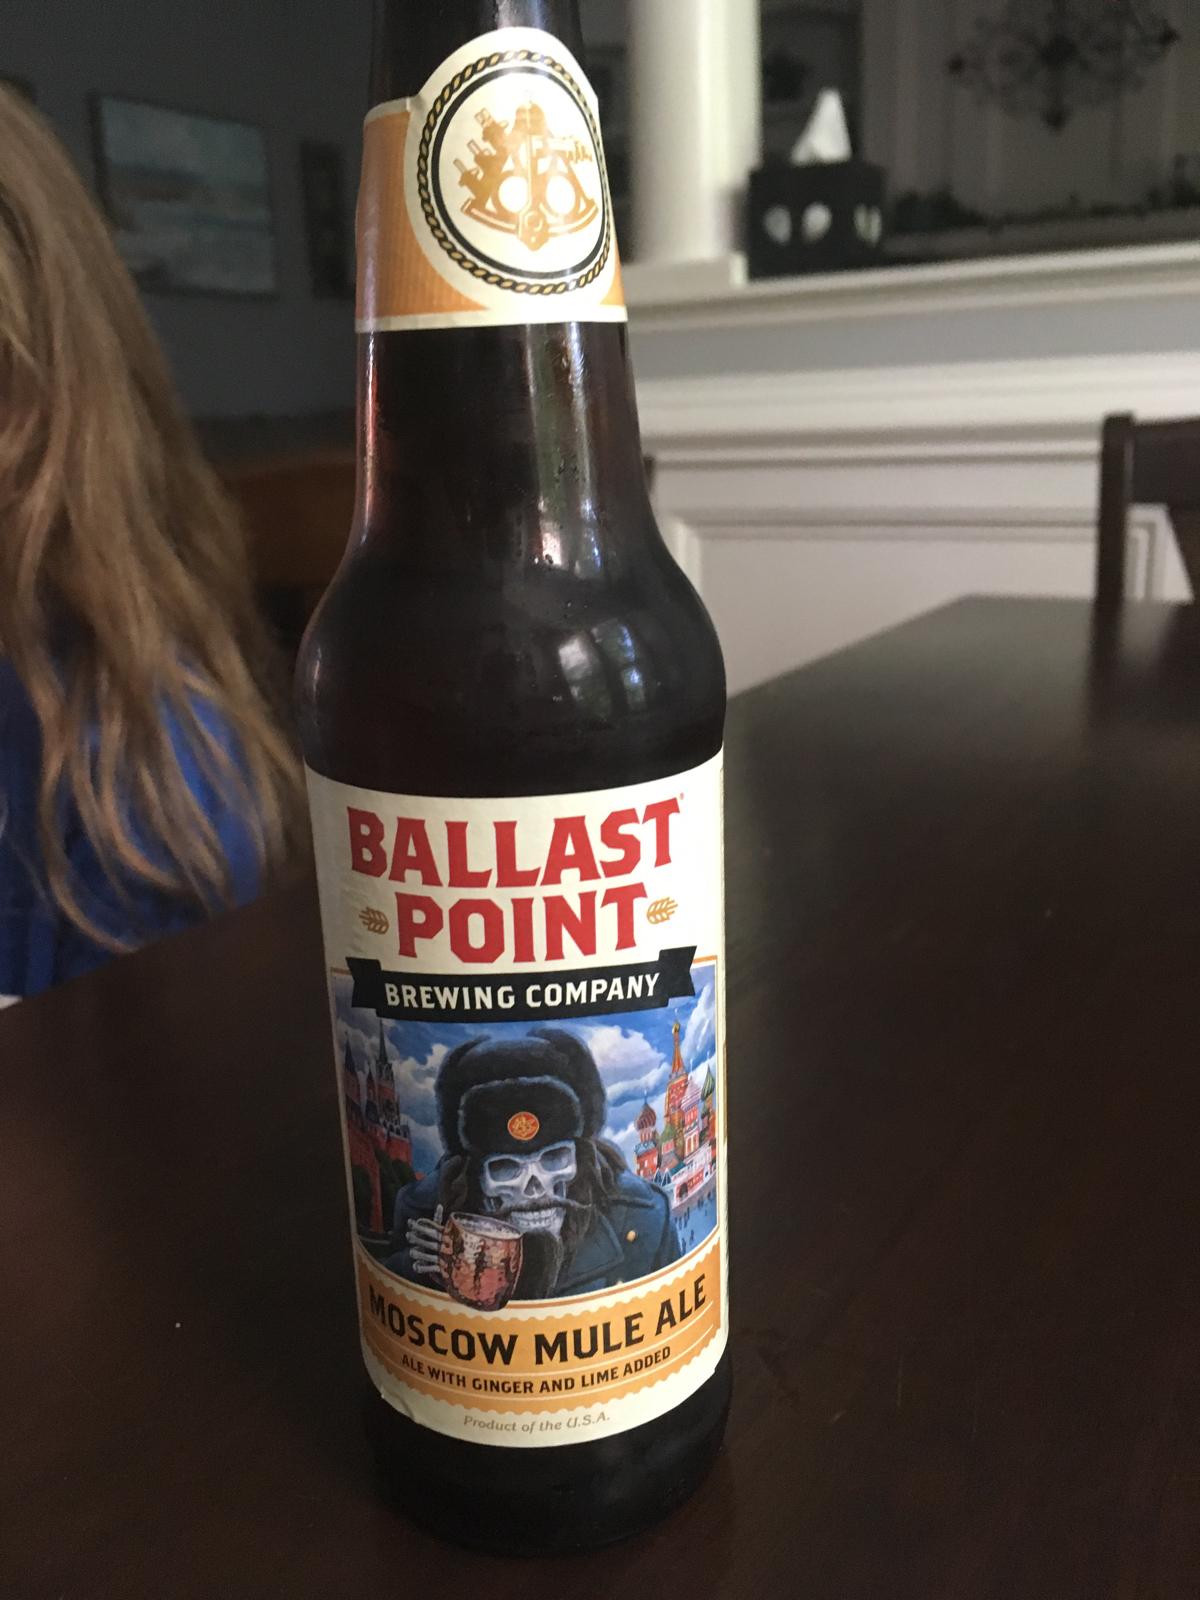 BALLAST
POINT
BREWING COMPANY
MOSCOW MULE ALE
ALE WITH GINGER AND LIME ADDED
Product of the U.S.A.